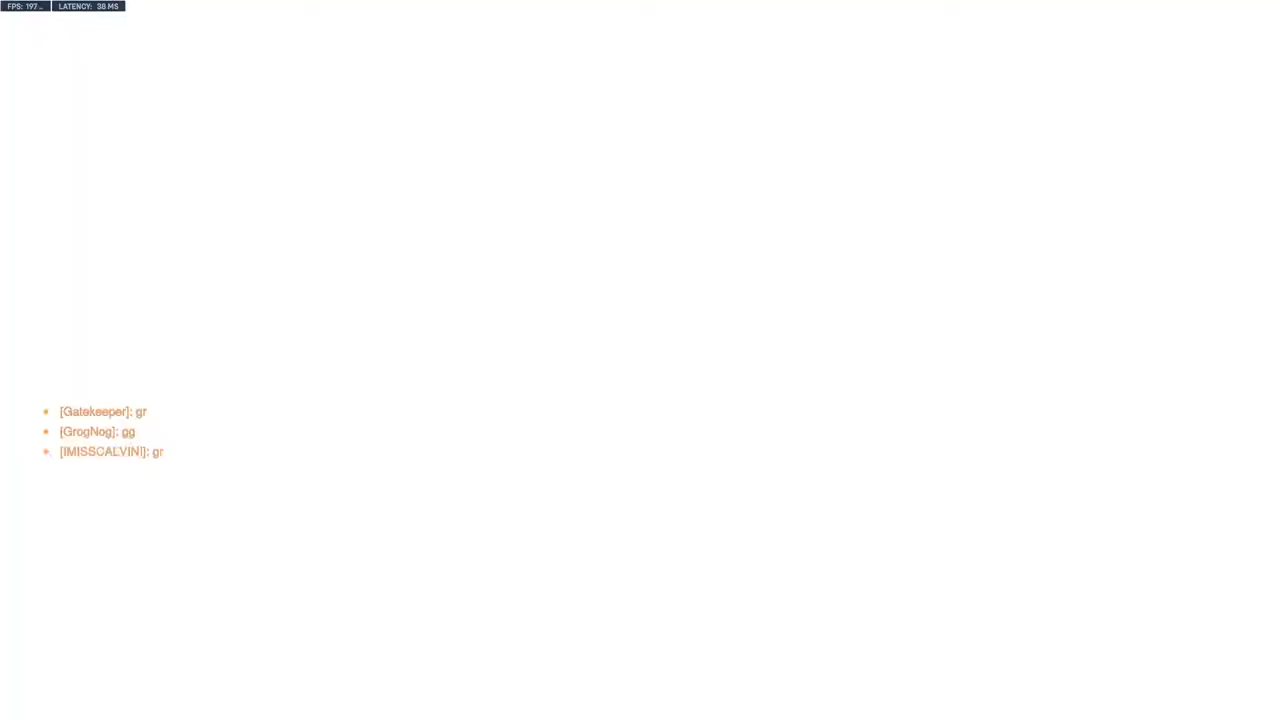 FPS: 197 .. LATENCY: 38 MS
[Gatekeeper]: gr
[GrogNog]: gg
[IMISSCALVIN]: gr